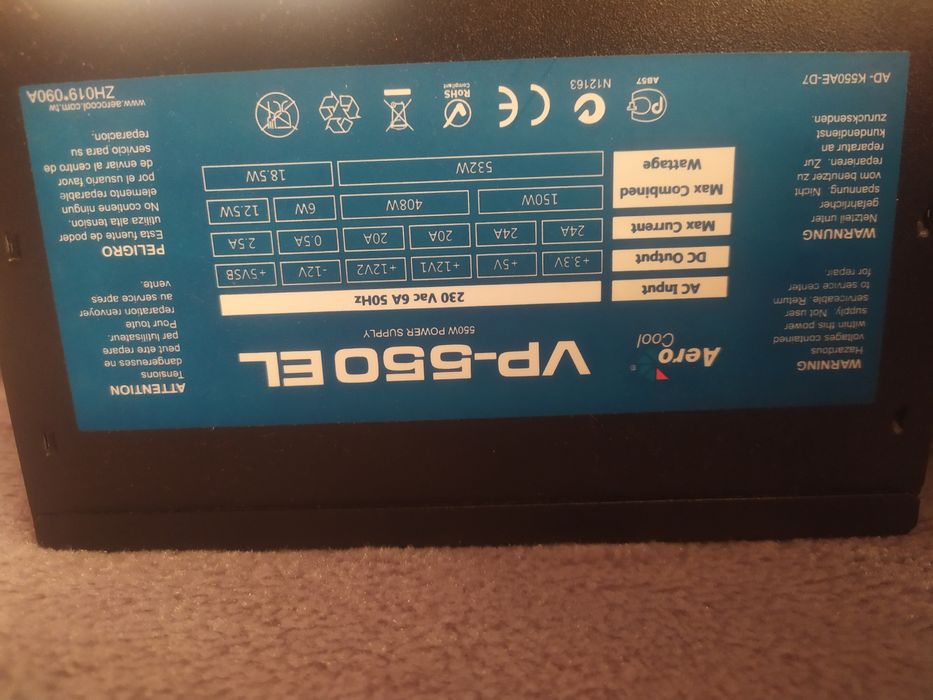 WARNING
Hazardous
voltages contained
within this power
supply. Not user
serviceable. Return
to service center
for repair.
WARNUNG
Netzteil unter
gefahrlicher
spannung. Nicht
vom benutzer zu
reparieren. Zur
reparatur an
kundendienst
zurucksenden.
AD- K550AE-D7
Aero
Cool
®
VP-550EL
550W POWER SUPPLY
AC Input 230 Vac 6A 50Hz
DC Output +3.3V +5V +12V1 +12V2 -12V +5VSB
Max Current 24A 24A 20A 20A 0.5A 2.5A
Max Combined
Wattage
150W 408W 6W 12.5W
532W 18.5W
PC
AB57
N12163
CE
RoHS
Compliant
ATTENTION
Tensions
dangereuses ne
peut etre repare
par lutilisateur.
Pour toute
reparation renvoyer
au service apres
vente.
PELIGRO
Esta fuente de poder
utiliza alta tension.
No contiene ningun
elemento reparable
por el usuario favor
de enviar al centro de
servicio para su
reparacion.
www.aerocool.com.tw
ZH019*090A